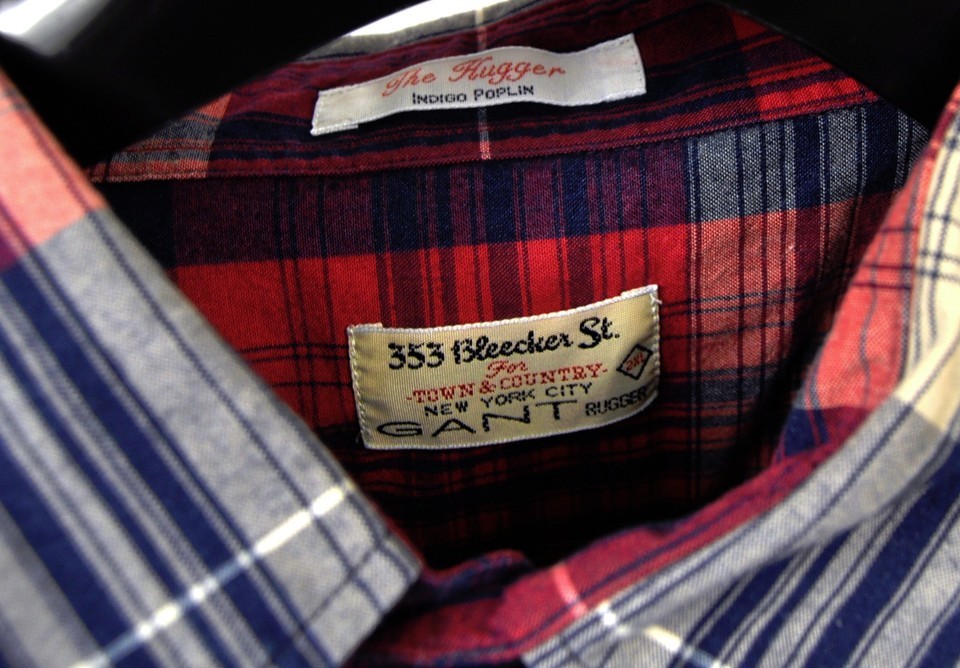 The Hugger
INDIGO POPLIN
353 Bleecker St.
For
-TOWN & COUNTRY-
NEW YORK CITY
GANT RUGGER